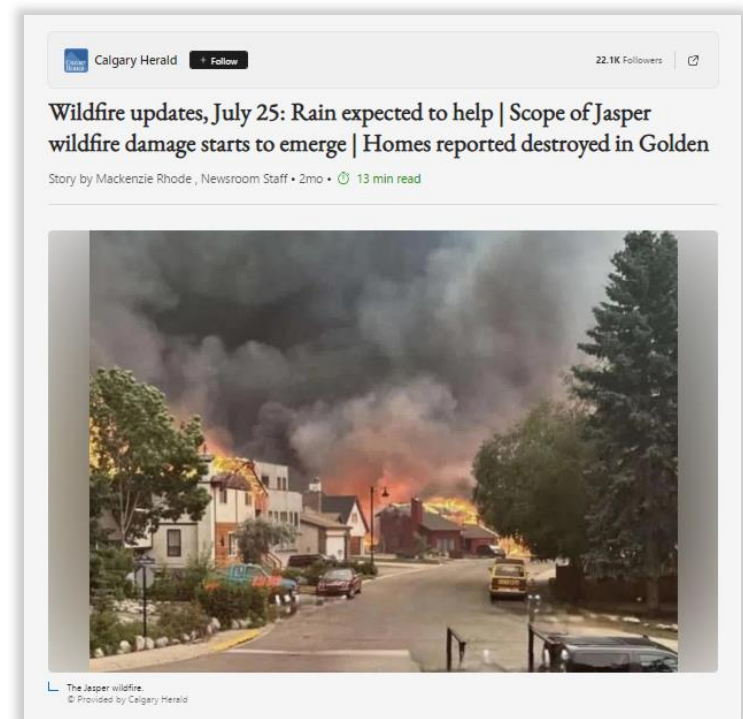 Calgary Herald + Follow 22.1K Followers
Wildfire updates, July 25: Rain expected to help | Scope of Jasper
wildfire damage starts to emerge | Homes reported destroyed in Golden
Story by Mackenzie Rhode , Newsroom Staff • 2mo • 13 min read
The Jasper wildfire.
© Provided by Calgary Herald